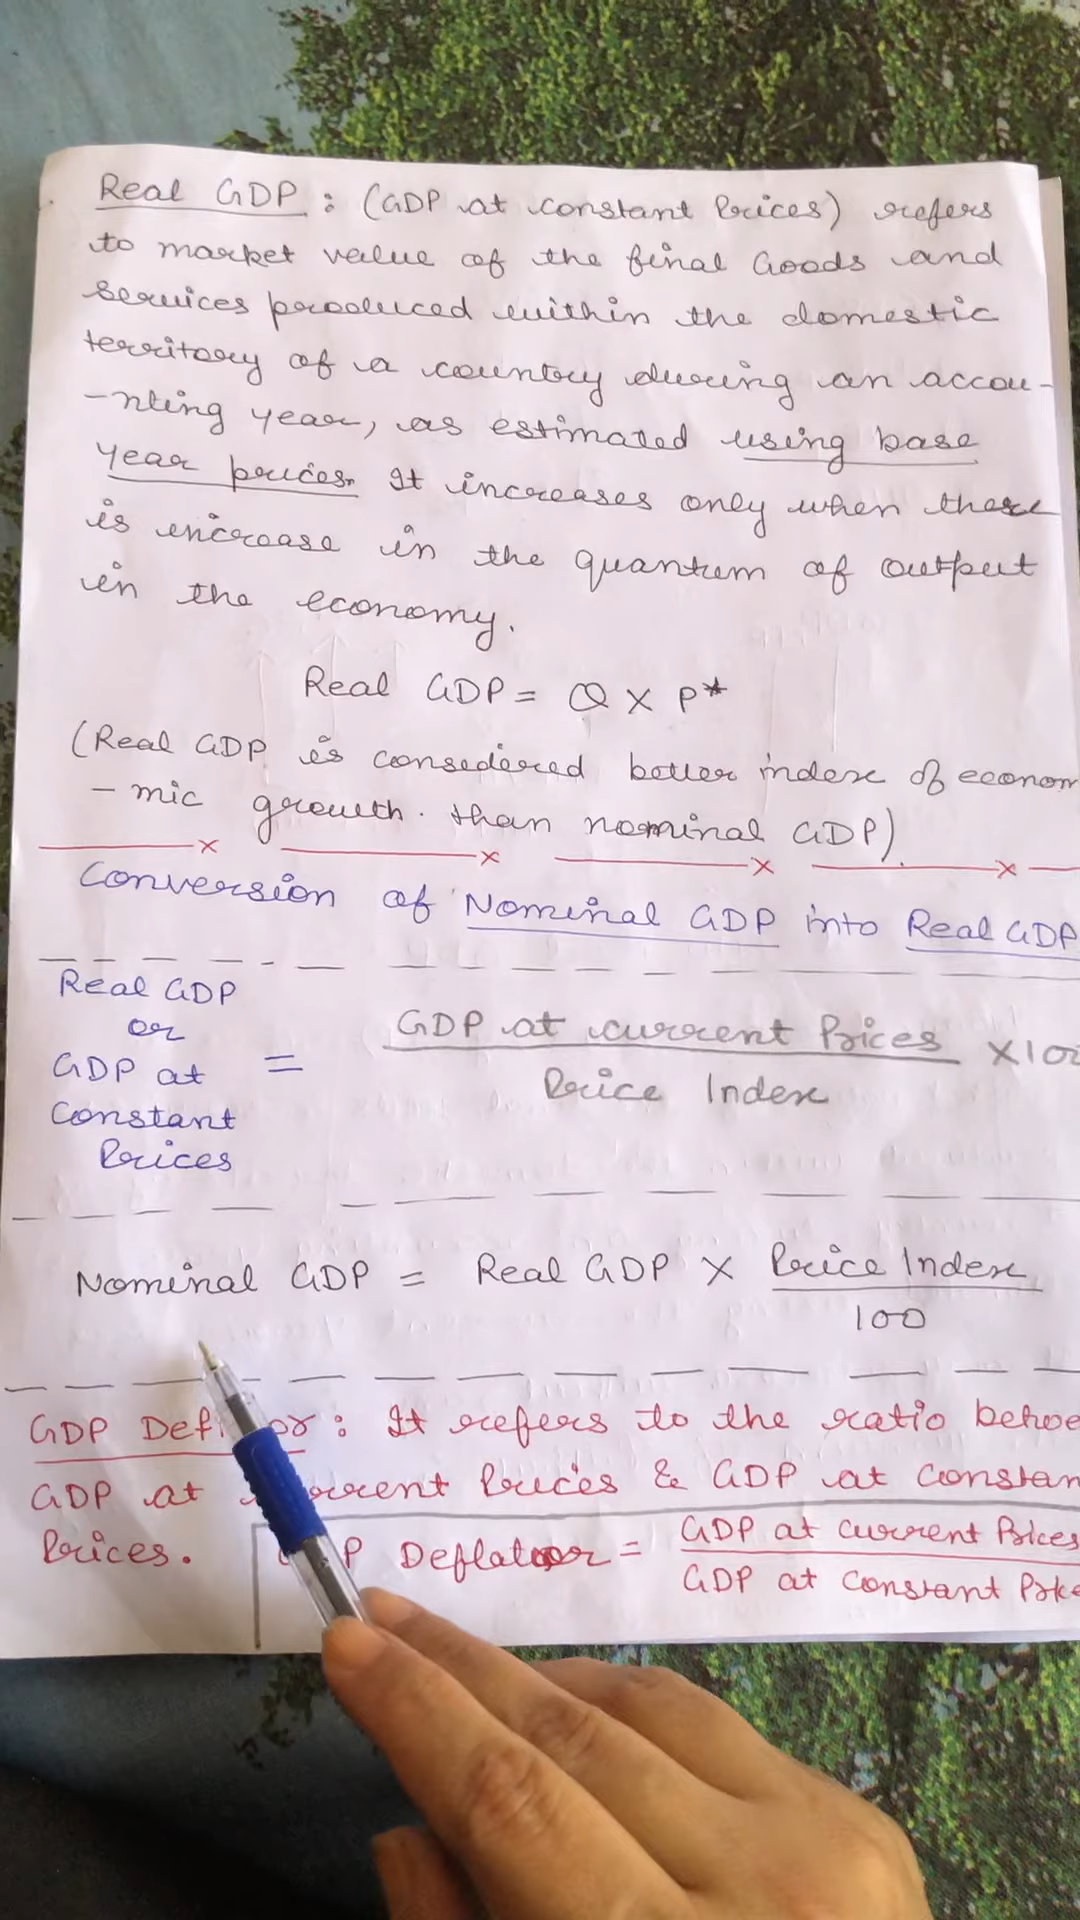 Real GDP : (GDP at constant Prices) refers
to market value of the final Goods and
Services produced within the domestic
territory of a country during an accou-
-nting year, as estimated using base
year prices. It increases only when there
is increase in the quantum of output
in the economy.
Real GDP = Q X P*
(Real GDP is considered better index of econom
-mic growth. than nominal GDP).
Conversion of Nominal GDP into Real GDP
Real GDP
or
GDP at
Constant
Prices
=
GDP at current Prices
Price Index
X 100
Nominal GDP = Real GDP X Price Index
100
GDP Def or : It refers to the ratio betwe
GDP at rrent Prices & GDP at Constan
Prices.
P Deflator = GDP at current Prices
GDP at Constant